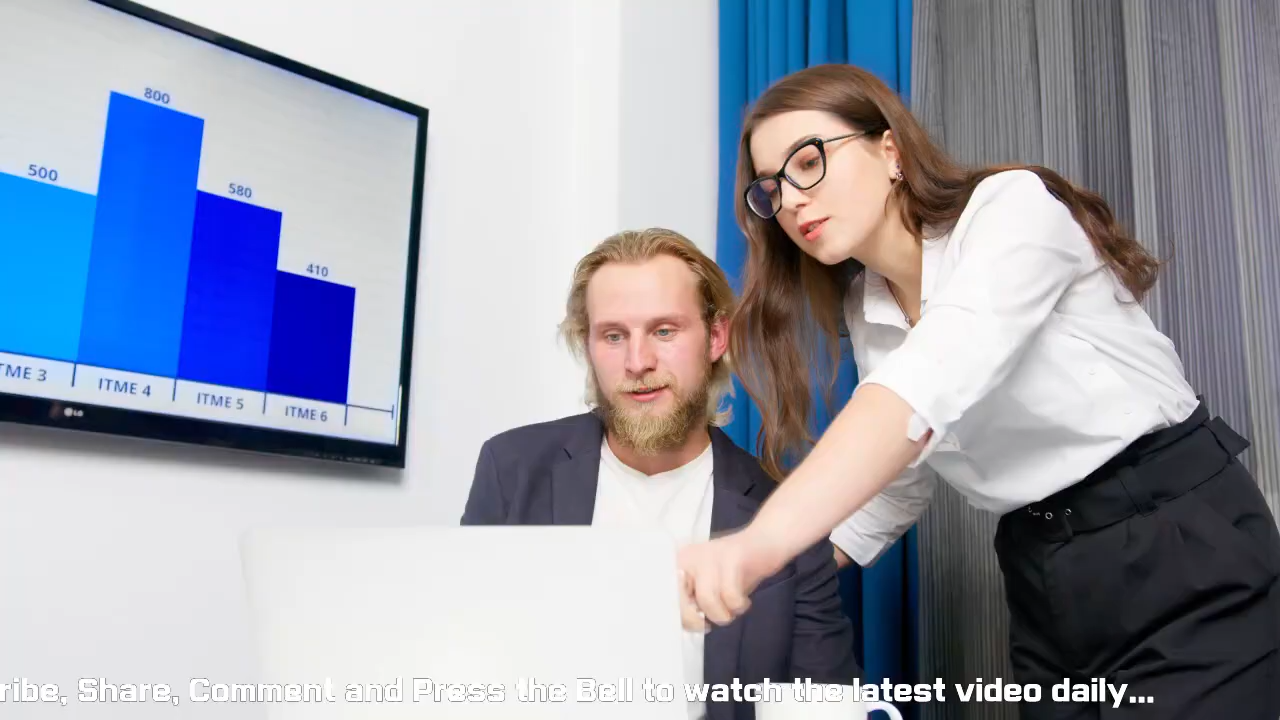 800
500
580
410
TME 3
ITME 4
ITME 5
ITME 6
LG
ribe, Share, Comment and Press the Bell to watch the latest video daily...